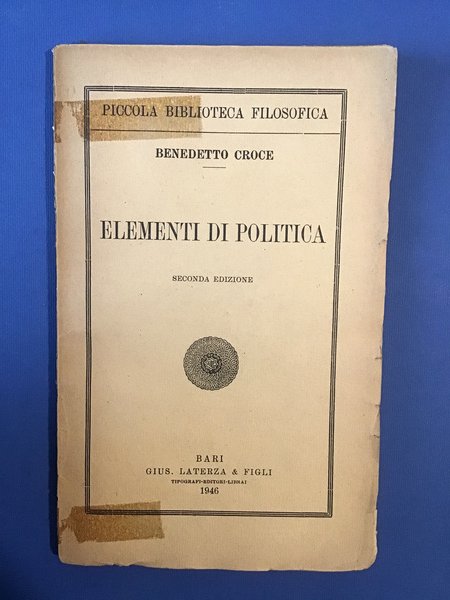 PICCOLA BIBLIOTECA FILOSOFICA
BENEDETTO CROCE
ELEMENTI DI POLITICA
SECONDA EDIZIONE
BARI
GIUS. LATERZA & FIGLI
TIPOGRAFI-EDITORI-LIBRAI
1946